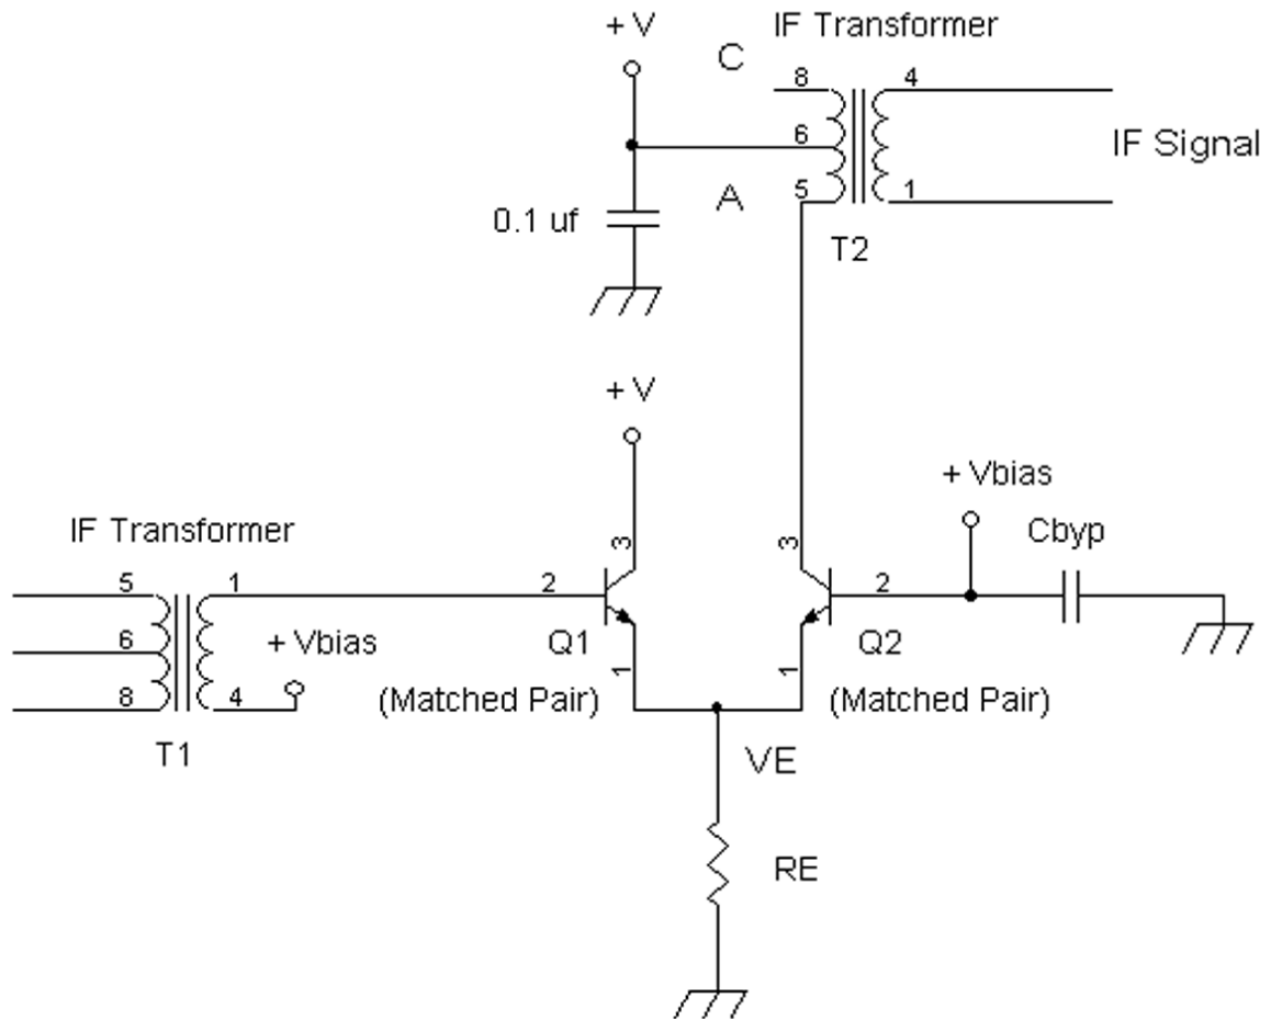 + V
IF Transformer
C
8
4
6
IF Signal
5
1
A
0.1 uf
T2
+ V
+ Vbias
Cbyp
IF Transformer
3
3
5
1
2
2
6
+ Vbias
Q1
Q2
1
1
8
4
(Matched Pair)
(Matched Pair)
T1
VE
RE